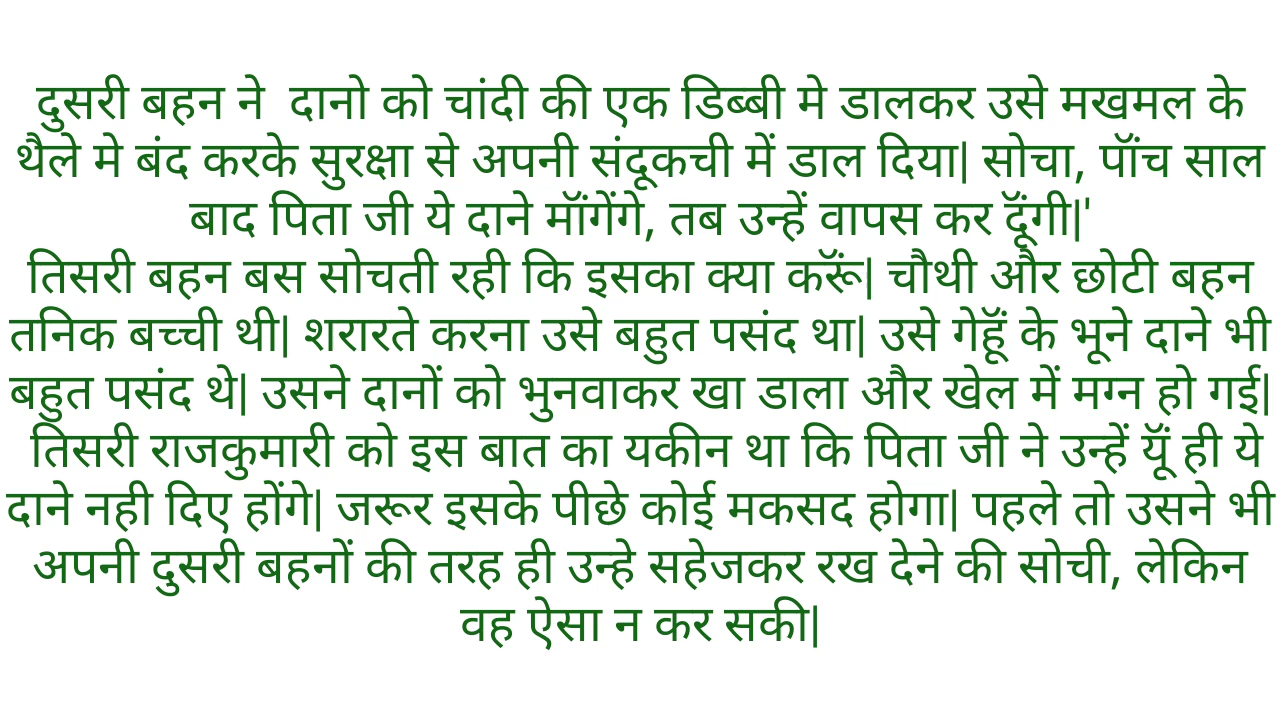 दुसरी बहन ने  दानो को चांदी की एक डिब्बी मे डालकर उसे मखमल के
थैले मे बंद करके सुरक्षा से अपनी संदूकची में डाल दिया| सोचा, पॉंच साल
बाद पिता जी ये दाने मॉंगेंगे, तब उन्हें वापस कर दूॅंगी|'
तिसरी बहन बस सोचती रही कि इसका क्या करूॅं| चौथी और छोटी बहन
तनिक बच्ची थी| शरारते करना उसे बहुत पसंद था| उसे गेहूॅं के भूने दाने भी
बहुत पसंद थे| उसने दानों को भुनवाकर खा डाला और खेल में मग्न हो गई|
तिसरी राजकुमारी को इस बात का यकीन था कि पिता जी ने उन्हें यूॅं ही ये
दाने नही दिए होंगे| जरूर इसके पीछे कोई मकसद होगा| पहले तो उसने भी
अपनी दुसरी बहनों की तरह ही उन्हे सहेजकर रख देने की सोची, लेकिन
वह ऐसा न कर सकी|